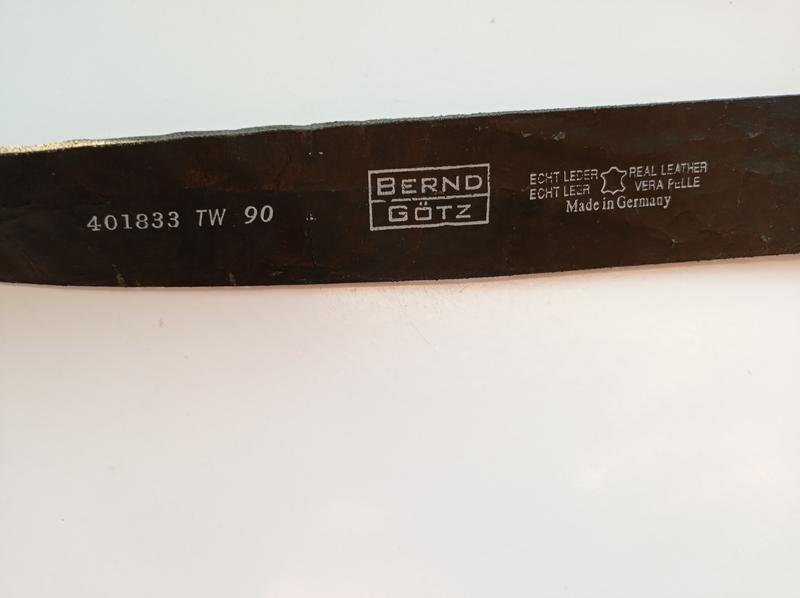 401833 TW 90
BERND
GÖTZ
ECHT LEDER REAL LEATHER
ECHT LEER VERA PELLE
Made in Germany